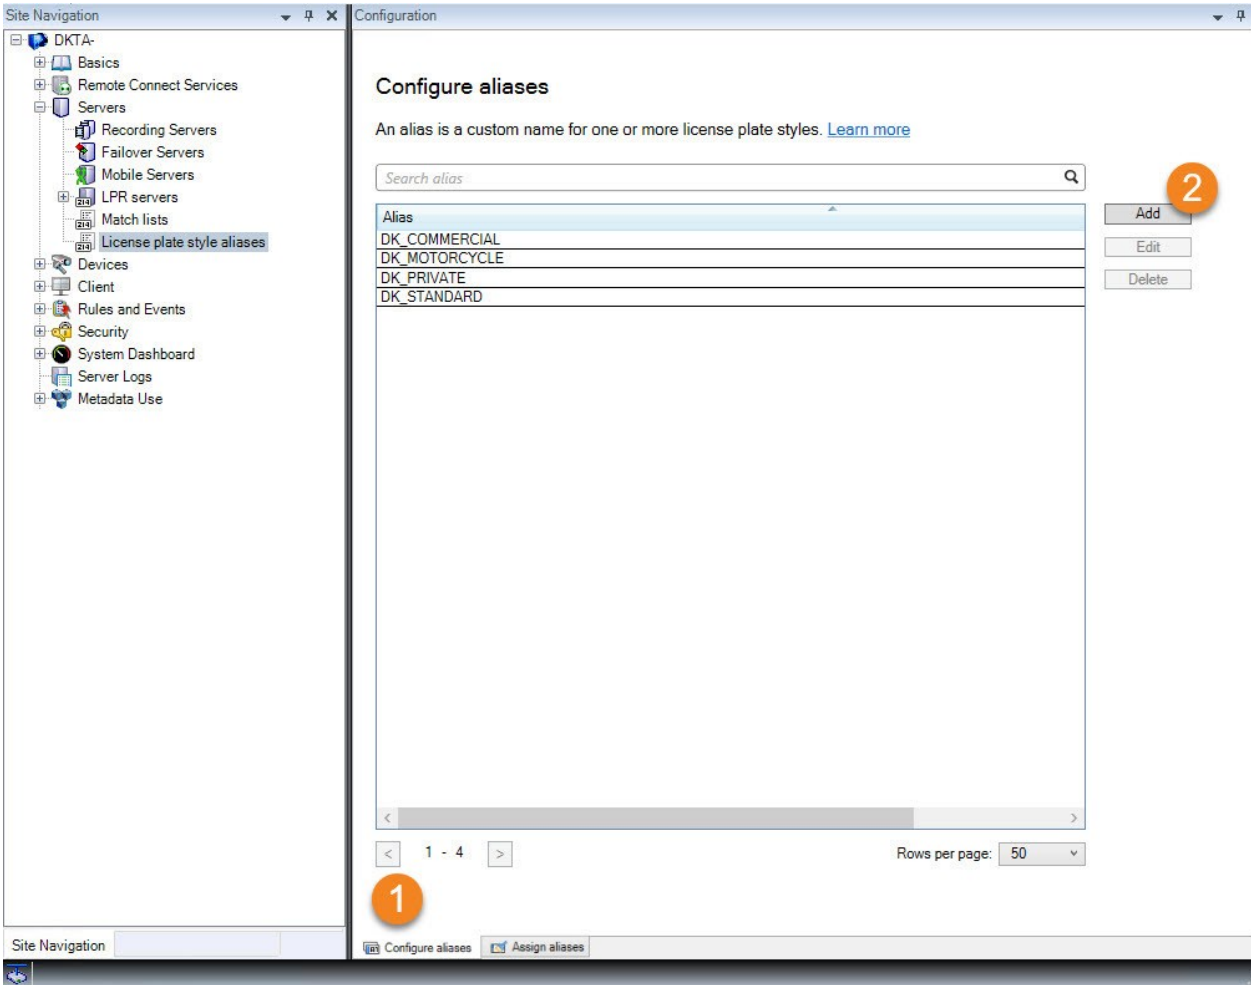 Site Navigation
DKTA-
Basics
Remote Connect Services
Servers
Recording Servers
Failover Servers
Mobile Servers
LPR servers
Match lists
License plate style aliases
Devices
Client
Rules and Events
Security
System Dashboard
Server Logs
Metadata Use
Site Navigation
Configuration
Configure aliases
An alias is a custom name for one or more license plate styles. Learn more
Search alias
2
Alias
Add
DK_COMMERCIAL
Edit
DK_MOTORCYCLE
DK_PRIVATE
Delete
DK_STANDARD
< 1 - 4 >
Rows per page: 50
1
Configure aliases
Assign aliases